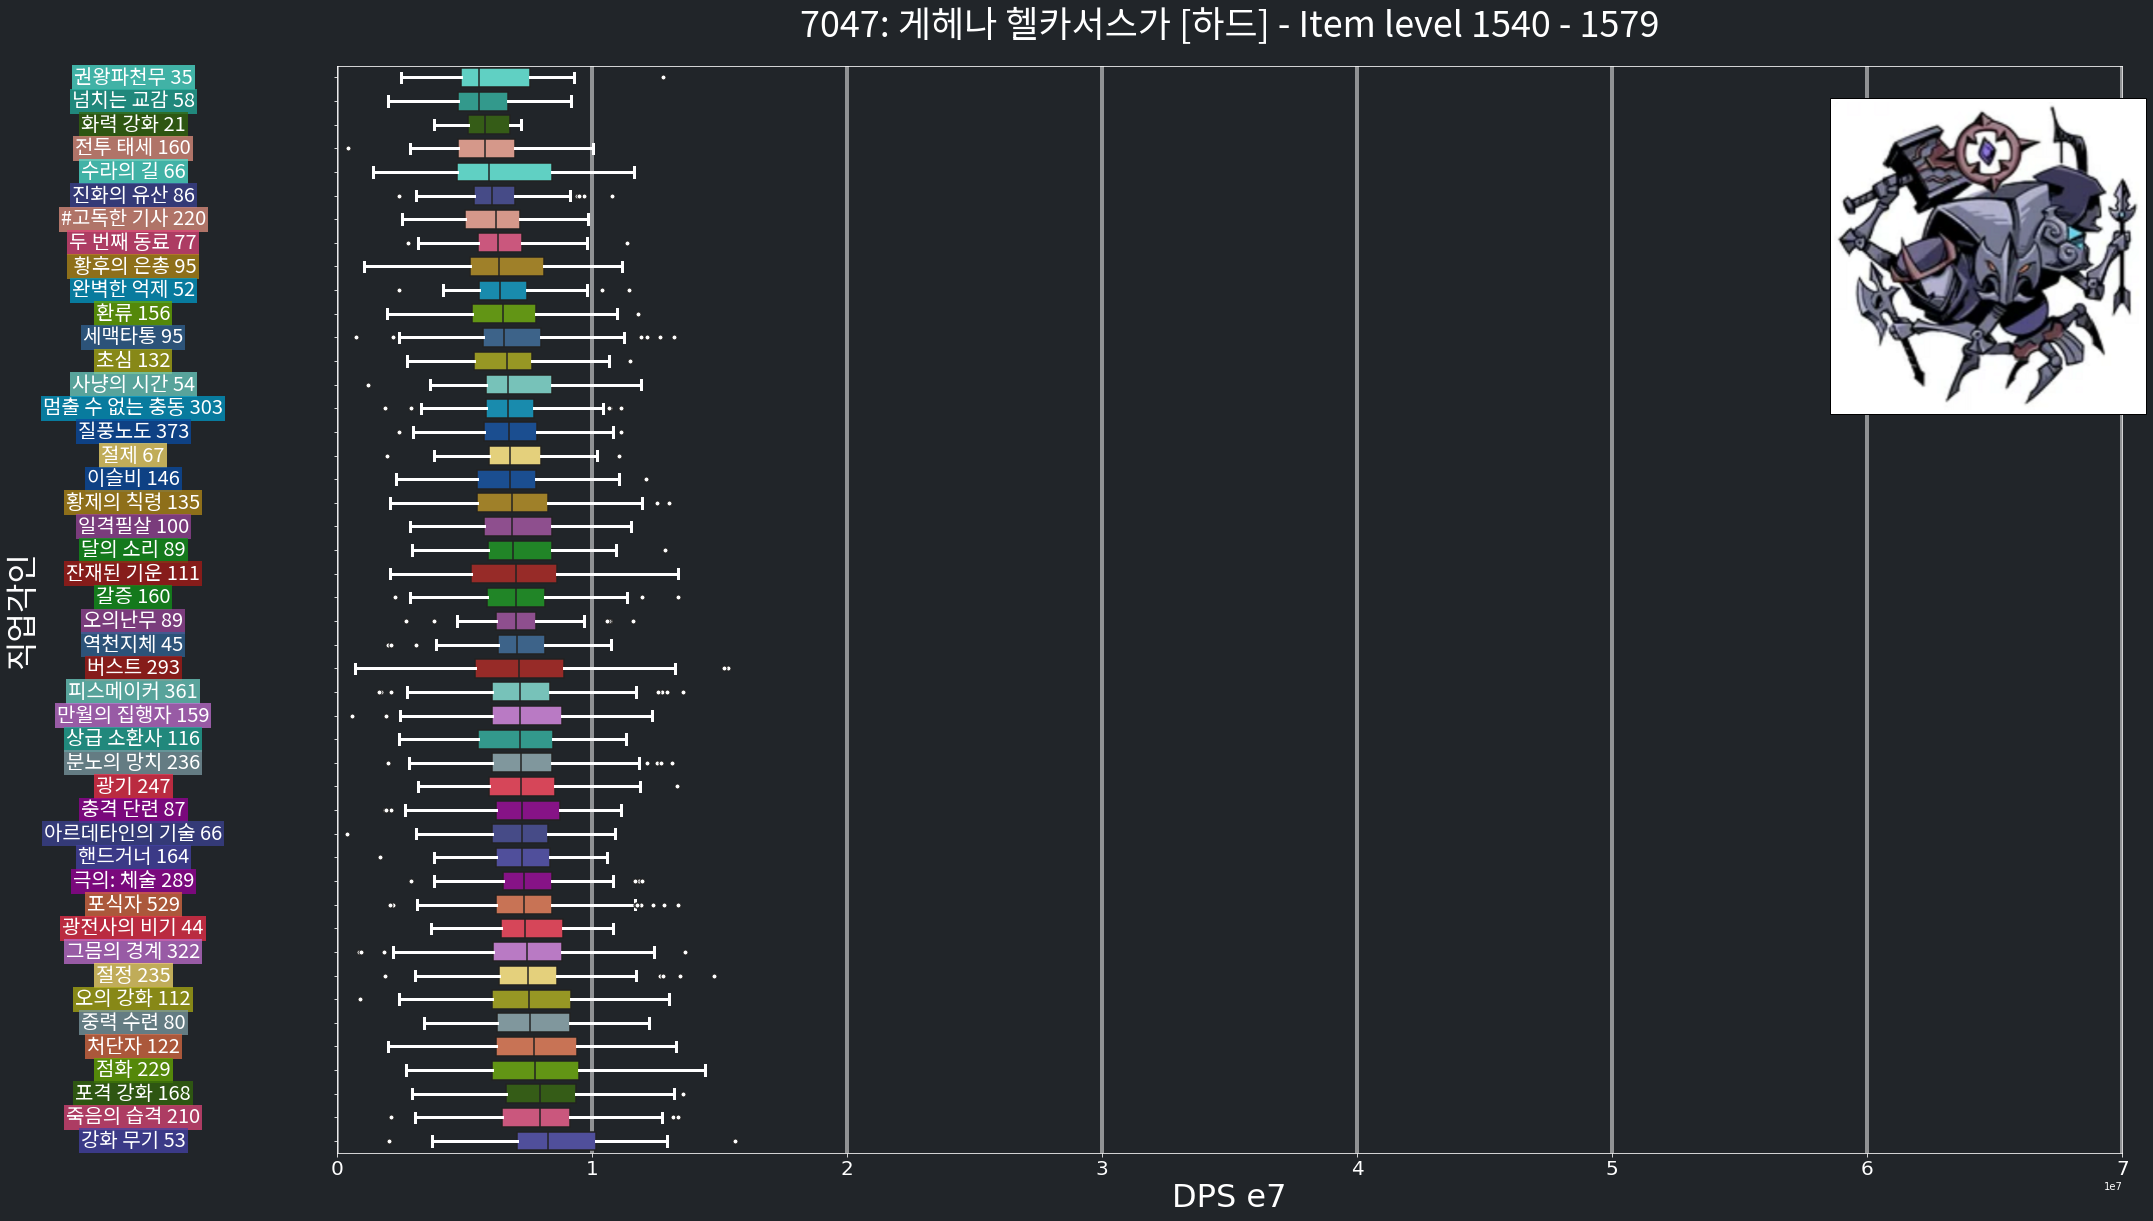 7047: 게헤나 헬카서스가 [하드] - Item level 1540 - 1579
직업각인
권왕파천무 35
넘치는 교감 58
화력 강화 21
전투 태세 160
수라의 길 66
진화의 유산 86
#고독한 기사 220
두 번째 동료 77
황후의 은총 95
완벽한 억제 52
환류 156
세맥타통 95
초심 132
사냥의 시간 54
멈출 수 없는 충동 303
질풍노도 373
절제 67
이슬비 146
황제의 칙령 135
일격필살 100
달의 소리 89
잔재된 기운 111
갈증 160
오의난무 89
역천지체 45
버스트 293
피스메이커 361
만월의 집행자 159
상급 소환사 116
분노의 망치 236
광기 247
충격 단련 87
아르데타인의 기술 66
핸드거너 164
극의: 체술 289
포식자 529
광전사의 비기 44
그믐의 경계 322
절정 235
오의 강화 112
중력 수련 80
처단자 122
점화 229
포격 강화 168
죽음의 습격 210
강화 무기 53
0 1 2 3 4 5 6 7
1e7
DPS e7